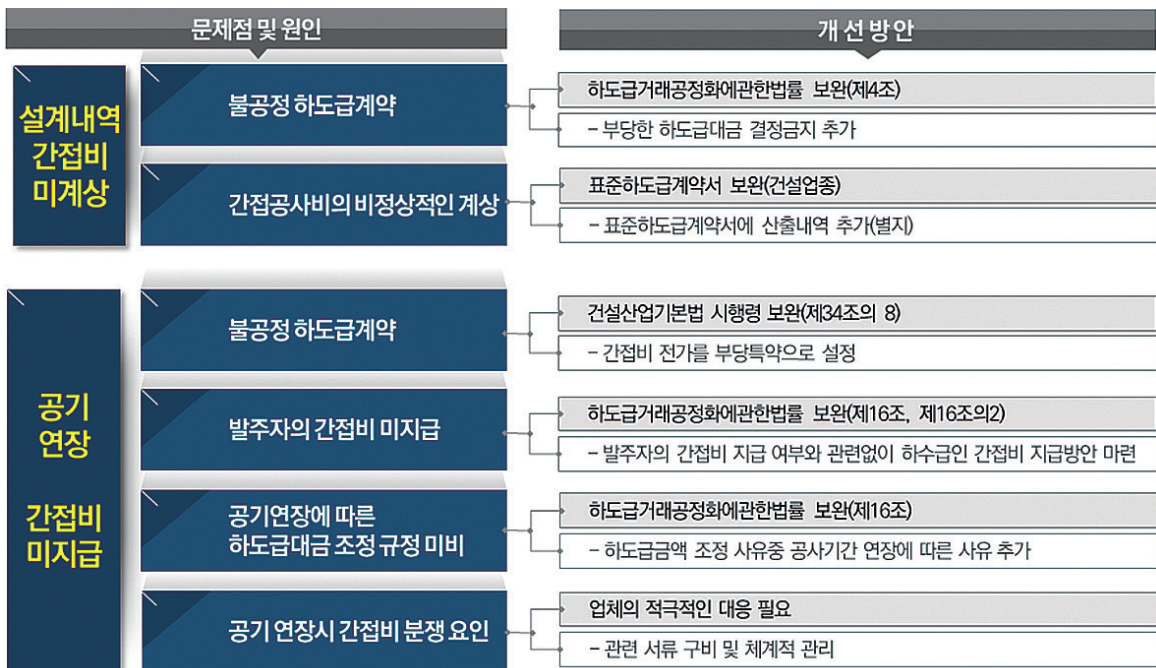 문제점 및 원인
개 선 방 안
설계내역
간접비
미계상
불공정 하도급계약
하도급거래공정화에관한법률 보완(제4조)
- 부당한 하도급대금 결정금지 추가
간접공사비의 비정상적인 계상
표준하도급계약서 보완(건설업종)
- 표준하도급계약서에 산출내역 추가(별지)
공기
연장
간접비
미지급
불공정 하도급계약
건설산업기본법 시행령 보완(제34조의 8)
- 간접비 전가를 부당특약으로 설정
발주자의 간접비 미지급
하도급거래공정화에관한법률 보완(제16조, 제16조의2)
- 발주자의 간접비 지급 여부와 관련없이 하수급인 간접비 지급방안 마련
공기연장에 따른
하도급대금 조정 규정 미비
하도급거래공정화에관한법률 보완(제16조)
- 하도급금액 조정 사유중 공사기간 연장에 따른 사유 추가
공기 연장시 간접비 분쟁 요인
업체의 적극적인 대응 필요
- 관련 서류 구비 및 체계적 관리